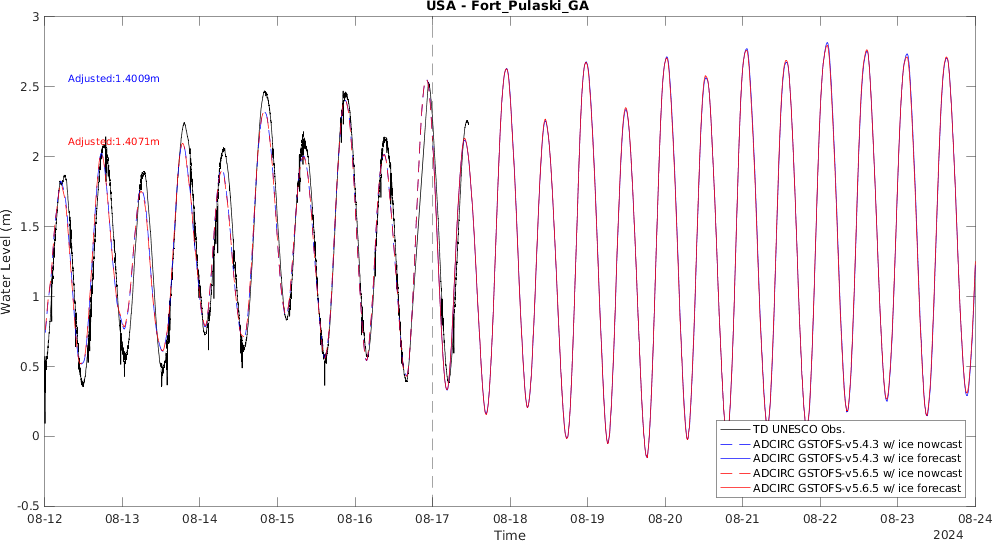 USA - Fort_Pulaski_GA
3
2.5
2
1.5
1
0.5
0
-0.5
Water Level (m)
Adjusted:1.4009m
Adjusted:1.4071m
TD UNESCO Obs.
ADCIRC GSTOFS-v5.4.3 w/ ice nowcast
ADCIRC GSTOFS-v5.4.3 w/ ice forecast
ADCIRC GSTOFS-v5.6.5 w/ ice nowcast
ADCIRC GSTOFS-v5.6.5 w/ ice forecast
08-12 08-13 08-14 08-15 08-16 08-17 08-18 08-19 08-20 08-21 08-22 08-23 08-24
Time
2024